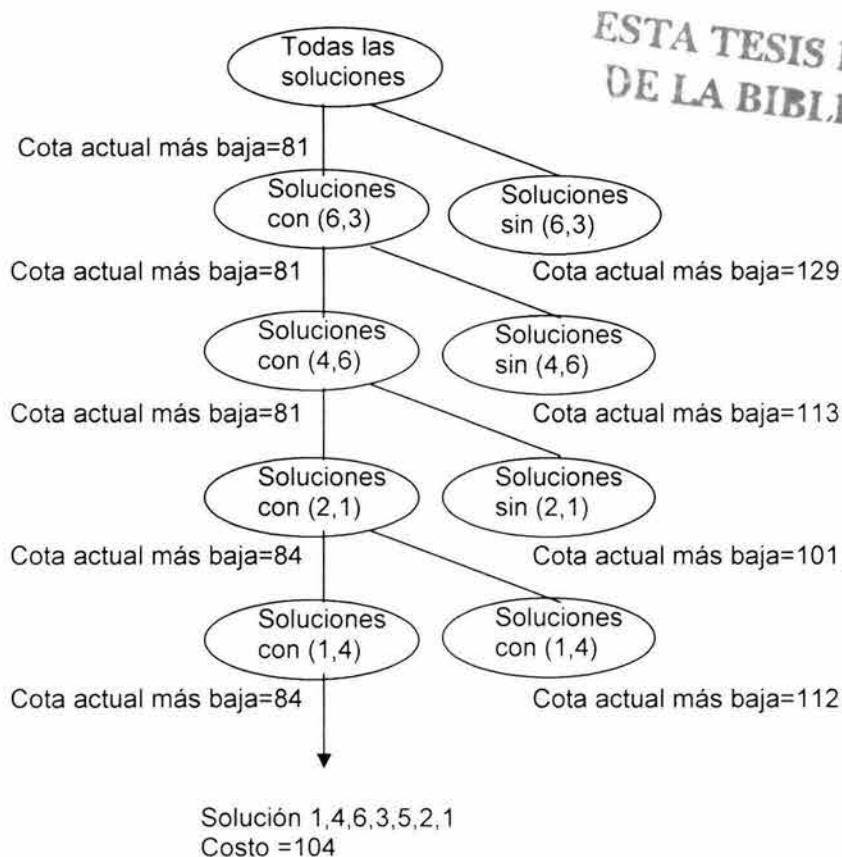 ESTA TESIS
DE LA
Todas las
soluciones
Cota actual más baja=81
Soluciones
con (6,3)
Soluciones
sin (6,3)
Cota actual más baja=81
Cota actual más baja=129
Soluciones
con (4,6)
Soluciones
sin (4,6)
Cota actual más baja=81
Cota actual más baja=113
Soluciones
con (2,1)
Soluciones
sin (2,1)
Cota actual más baja=84
Cota actual más baja=101
Soluciones
con (1,4)
Soluciones
con (1,4)
Cota actual más baja=84
Cota actual más baja=112
Solución 1,4,6,3,5,2,1
Costo =104